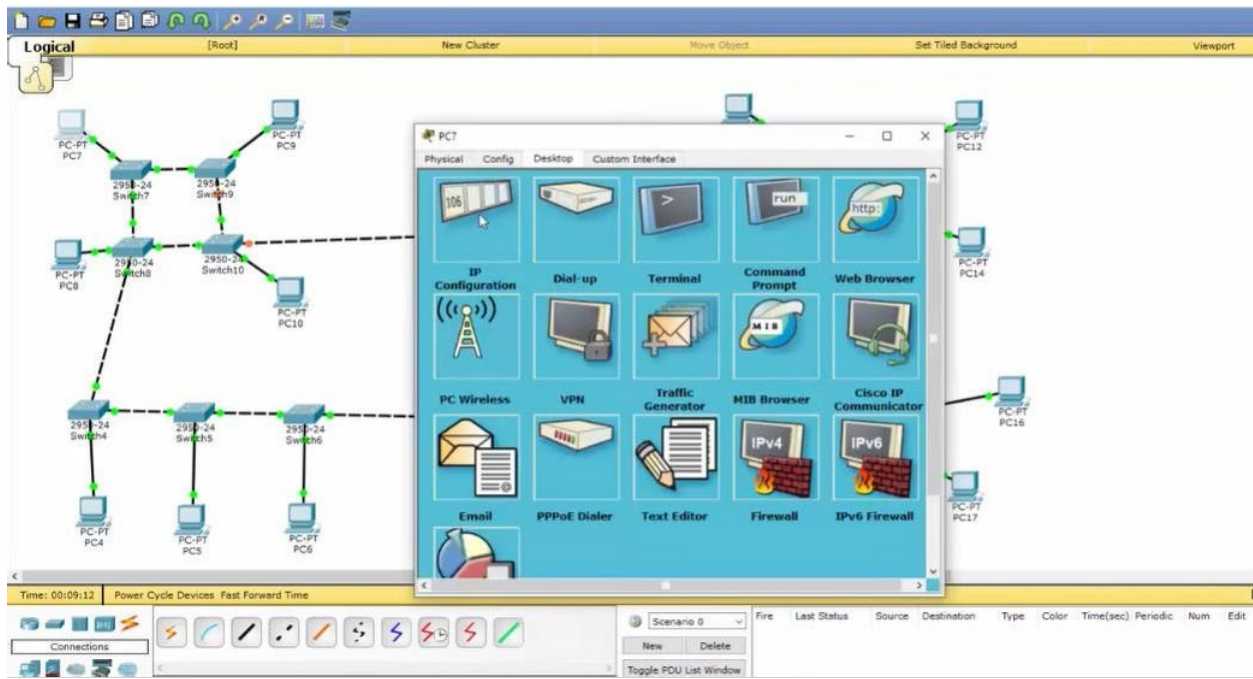 Logical
[Root]
New Cluster
Move Object
Set Tiled Background
Viewport
PC-PT
PC7
PC-PT
PC9
2950-24
Switch7
2950-24
Switch9
PC-PT
PC8
2950-24
Switch8
2950-24
Switch10
PC-PT
PC10
2950-24
Switch4
2950-24
Switch5
2950-24
Switch6
PC-PT
PC4
PC-PT
PC5
PC-PT
PC6
PC7
Physical Config Desktop Custom Interface
106
IP
Configuration
Dial-up
>
Terminal
run
Command
Prompt
http:
Web Browser
PC Wireless
VPN
Traffic
Generator
MIB
MIB Browser
Cisco IP
Communicator
Email
PPPoE Dialer
Text Editor
IPv4
Firewall
IPv6
IPv6 Firewall
PC-PT
PC12
PC-PT
PC14
PC-PT
PC16
PC-PT
PC17
Time: 00:09:12 Power Cycle Devices Fast Forward Time
Connections
Scenario 0
New Delete
Toggle PDU List Window
Fire Last Status Source Destination Type Color Time(sec) Periodic Num Edit